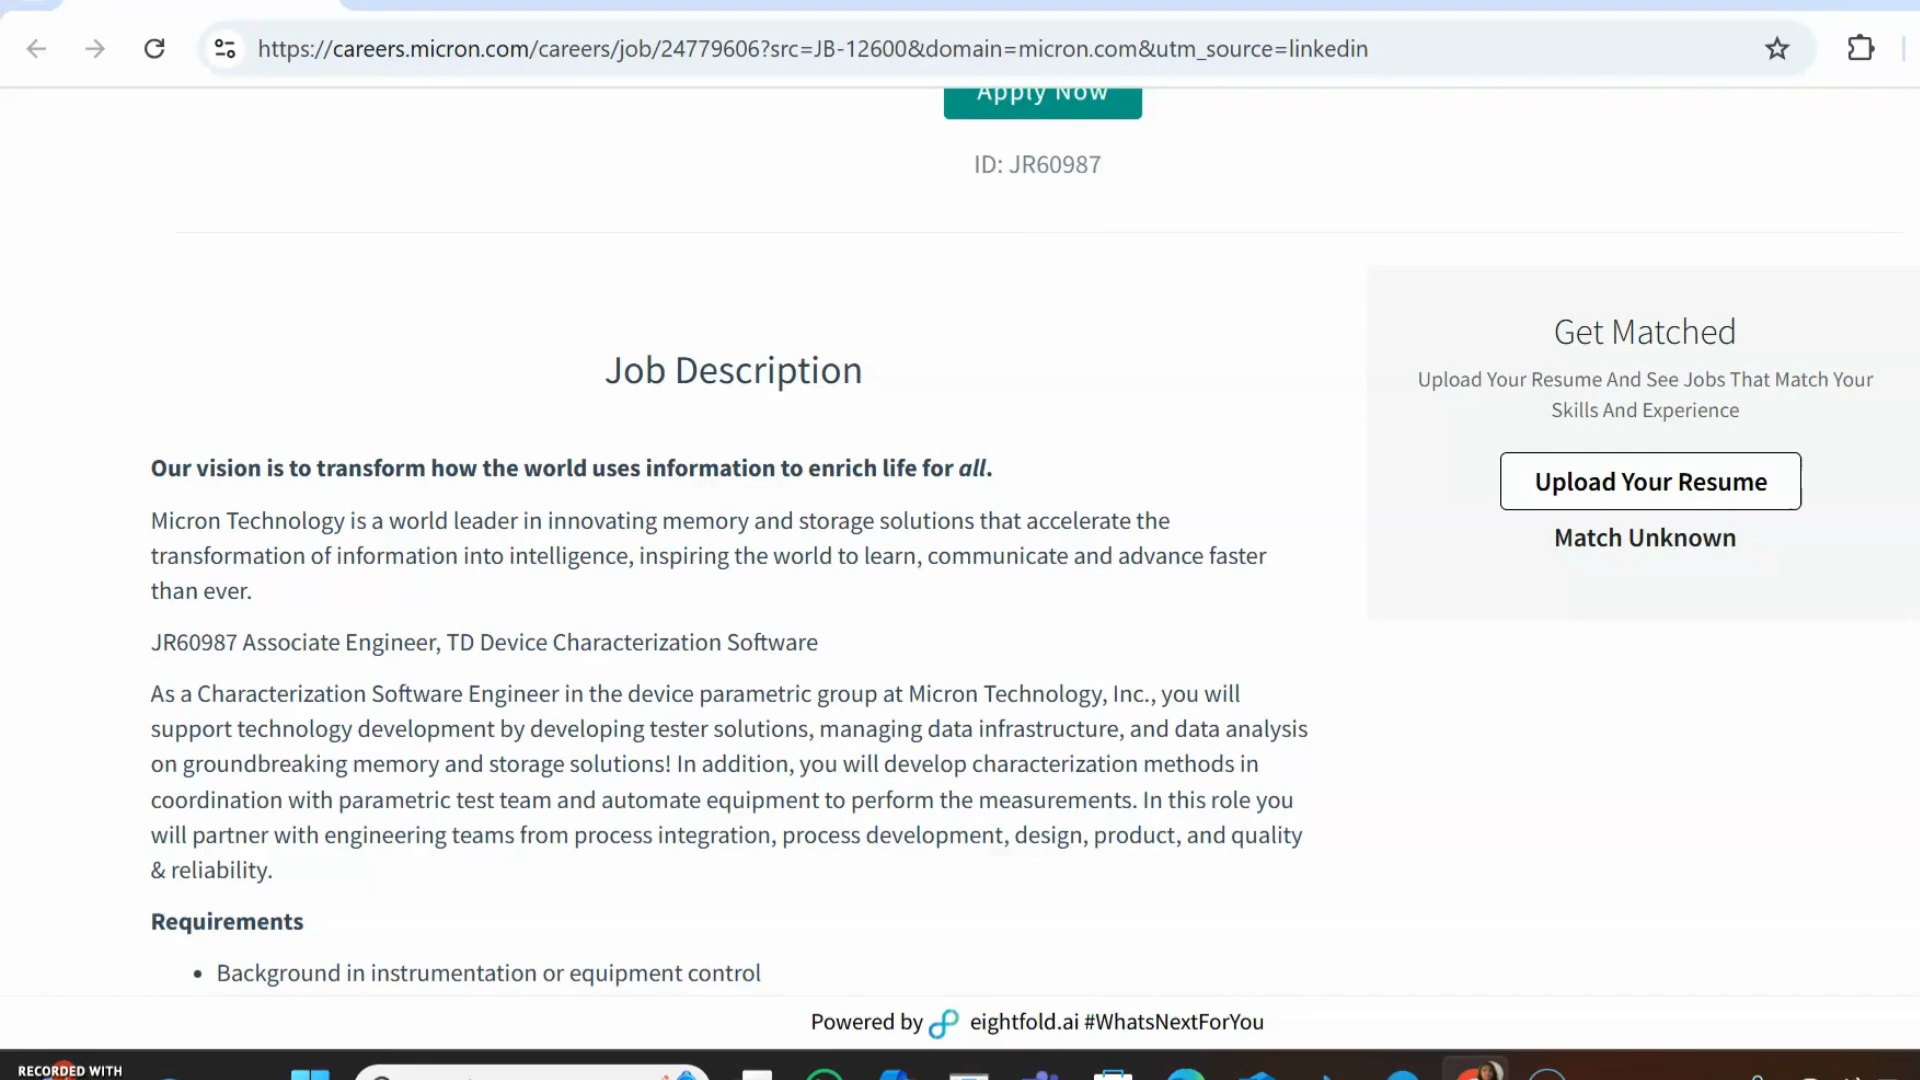 https://careers.micron.com/careers/job/24779606?src=JB-12600&domain=micron.com&utm_source=linkedin
Apply Now
ID: JR60987
Job Description
Our vision is to transform how the world uses information to enrich life for all.
Micron Technology is a world leader in innovating memory and storage solutions that accelerate the
transformation of information into intelligence, inspiring the world to learn, communicate and advance faster
than ever.
JR60987 Associate Engineer, TD Device Characterization Software
As a Characterization Software Engineer in the device parametric group at Micron Technology, Inc., you will
support technology development by developing tester solutions, managing data infrastructure, and data analysis
on groundbreaking memory and storage solutions! In addition, you will develop characterization methods in
coordination with parametric test team and automate equipment to perform the measurements. In this role you
will partner with engineering teams from process integration, process development, design, product, and quality
& reliability.
Requirements
• Background in instrumentation or equipment control
Get Matched
Upload Your Resume And See Jobs That Match Your
Skills And Experience
Upload Your Resume
Match Unknown
Powered by eightfold.ai #WhatsNextForYou
RECORDED WITH